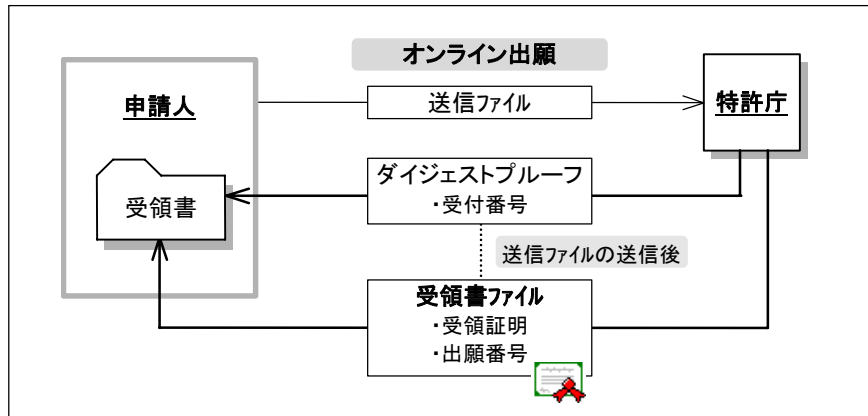 オンライン出願
申請人
送信ファイル
特許庁
受領書
ダイジェストプルーフ
・受付番号
送信ファイルの送信後
受領書ファイル
・受領証明
・出願番号